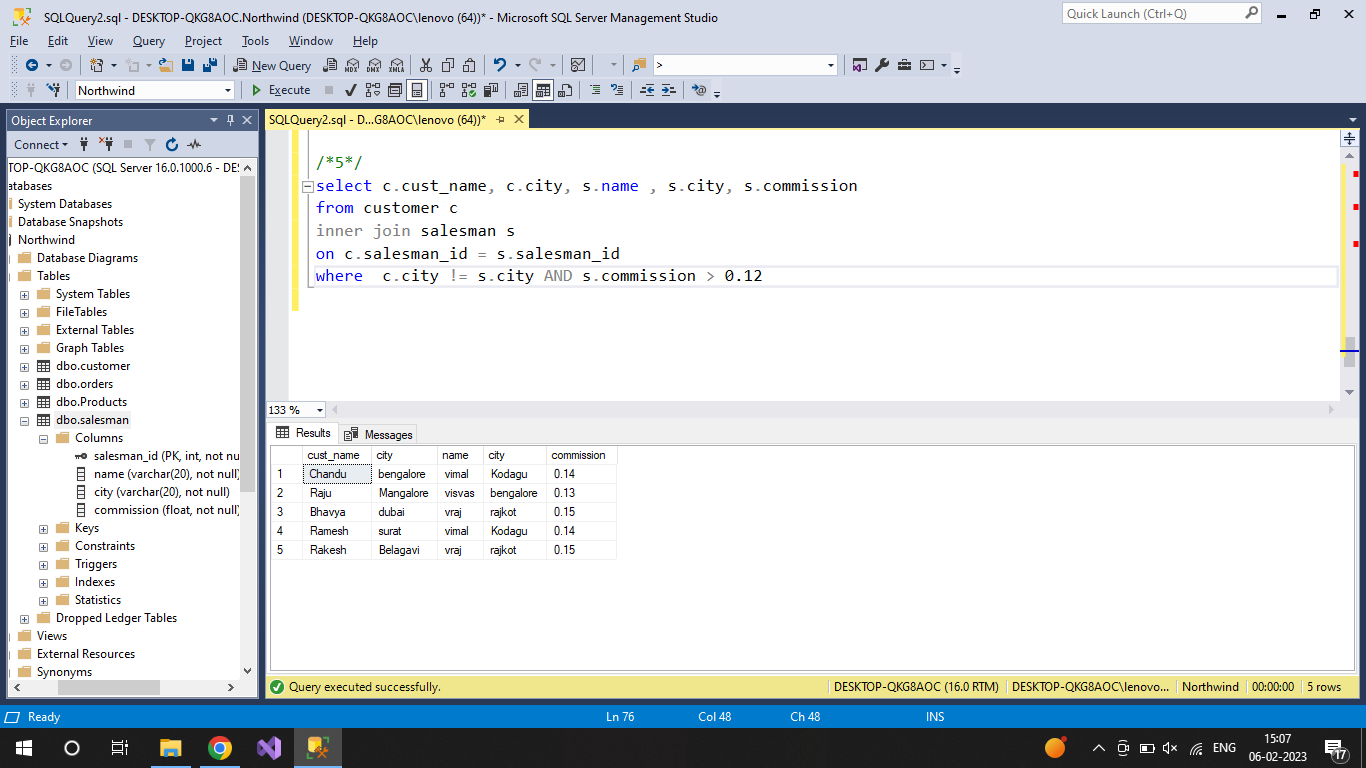 SQLQuery2.sql - DESKTOP-QKG8AOC.Northwind (DESKTOP-QKG8AOC\lenovo (64))* - Microsoft SQL Server Management Studio
Quick Launch (Ctrl+Q)
File Edit View Query Project Tools Window Help
New Query MDX DMX XMLA >
Northwind Execute
Object Explorer
SQLQuery2.sql - D...G8AOC\lenovo (64))*
Connect
TOP-QKG8AOC (SQL Server 16.0.1000.6 - DES
atabases
System Databases
Database Snapshots
Northwind
Database Diagrams
Tables
System Tables
FileTables
External Tables
Graph Tables
dbo.customer
dbo.orders
dbo.Products
dbo.salesman
Columns
salesman_id (PK, int, not nu
name (varchar(20), not null)
city (varchar(20), not null)
commission (float, not null)
Keys
Constraints
Triggers
Indexes
Statistics
Dropped Ledger Tables
Views
External Resources
Synonyms
/*5*/
select c.cust_name, c.city, s.name , s.city, s.commission
from customer c
inner join salesman s
on c.salesman_id = s.salesman_id
where  c.city != s.city AND s.commission > 0.12
133 %
Results Messages
cust_name city name city commission
1 Chandu bengalore vimal Kodagu 0.14
2 Raju Mangalore visvas bengalore 0.13
3 Bhavya dubai vraj rajkot 0.15
4 Ramesh surat vimal Kodagu 0.14
5 Rakesh Belagavi vraj rajkot 0.15
Query executed successfully. DESKTOP-QKG8AOC (16.0 RTM) DESKTOP-QKG8AOC\lenovo... Northwind 00:00:00 5 rows
Ready Ln 76 Col 48 Ch 48 INS
ENG 15:07
06-02-2023 17